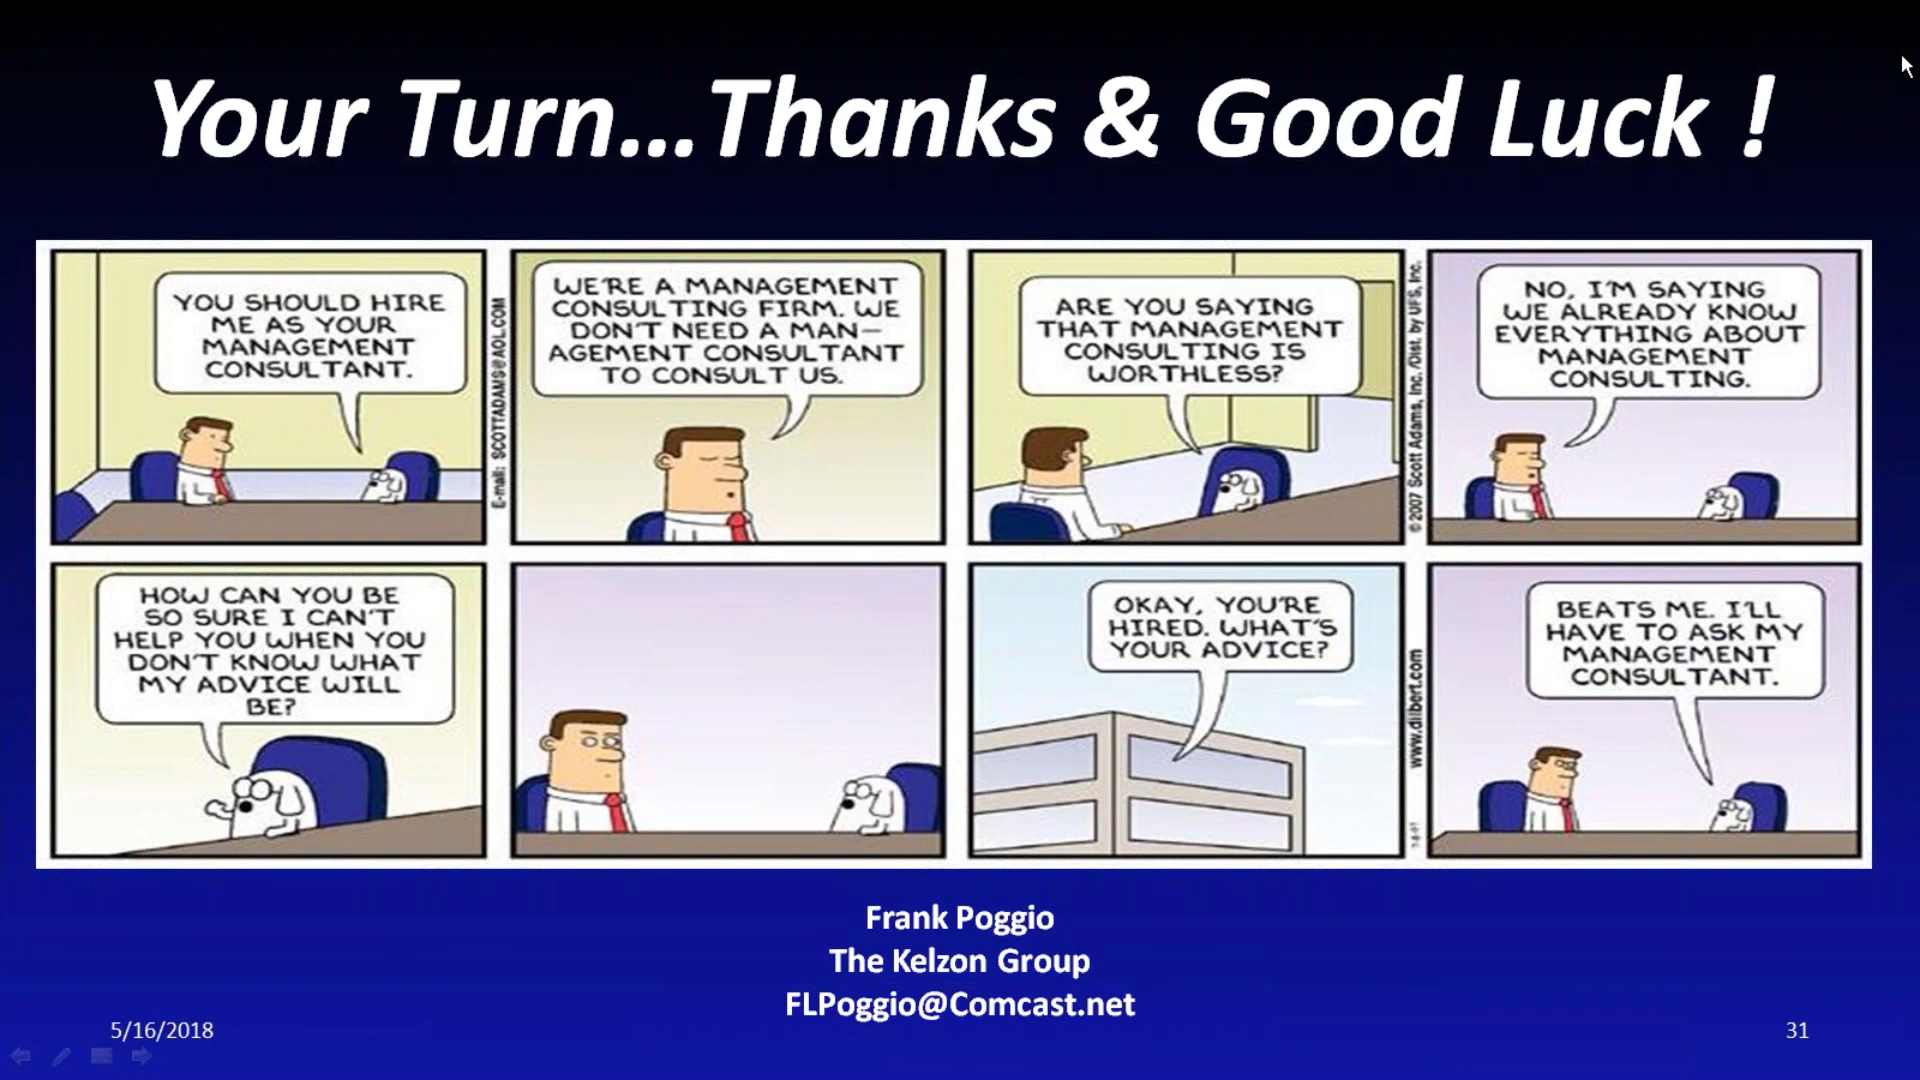 Your Turn...Thanks & Good Luck !
YOU SHOULD HIRE
ME AS YOUR
MANAGEMENT
CONSULTANT.
E-mail: SCOTTADAMS@AOL.COM
WE'RE A MANAGEMENT
CONSULTING FIRM. WE
DON'T NEED A MAN—
AGEMENT CONSULTANT
TO CONSULT US.
ARE YOU SAYING
THAT MANAGEMENT
CONSULTING IS
WORTHLESS?
© 2007 Scott Adams, Inc. /Dist. by UFS, Inc.
NO, I'M SAYING
WE ALREADY KNOW
EVERYTHING ABOUT
MANAGEMENT
CONSULTING.
HOW CAN YOU BE
SO SURE I CAN'T
HELP YOU WHEN YOU
DON'T KNOW WHAT
MY ADVICE WILL
BE?
OKAY, YOU'RE
HIRED. WHAT'S
YOUR ADVICE?
www.dilbert.com
BEATS ME. I'LL
HAVE TO ASK MY
MANAGEMENT
CONSULTANT.
Frank Poggio
The Kelzon Group
FLPoggio@Comcast.net
5/16/2018
31